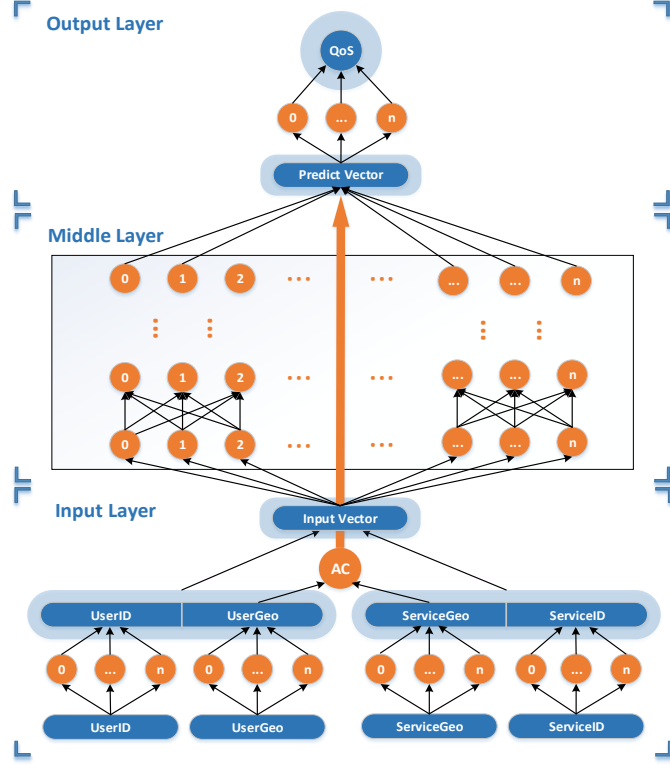 Output Layer
QoS
0 ... n
Predict Vector
Middle Layer
0 1 2 ... ... ... ... n
0 1 2 ... ... ... ... n
0 1 2 ... ... ... ... n
Input Layer
Input Vector
AC
UserID UserGeo ServiceGeo ServiceID
0 ... n 0 ... n 0 ... n 0 ... n
UserID UserGeo ServiceGeo ServiceID